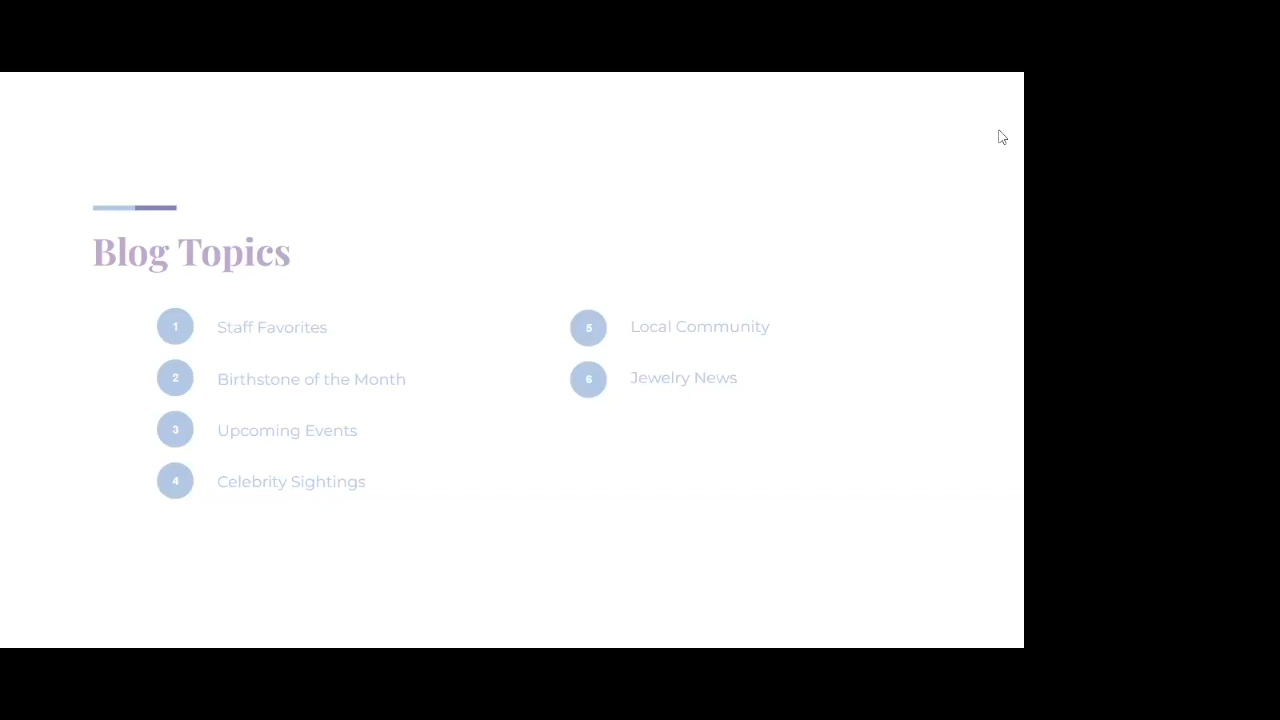 Blog Topics
1 Staff Favorites
2 Birthstone of the Month
3 Upcoming Events
4 Celebrity Sightings
5 Local Community
6 Jewelry News